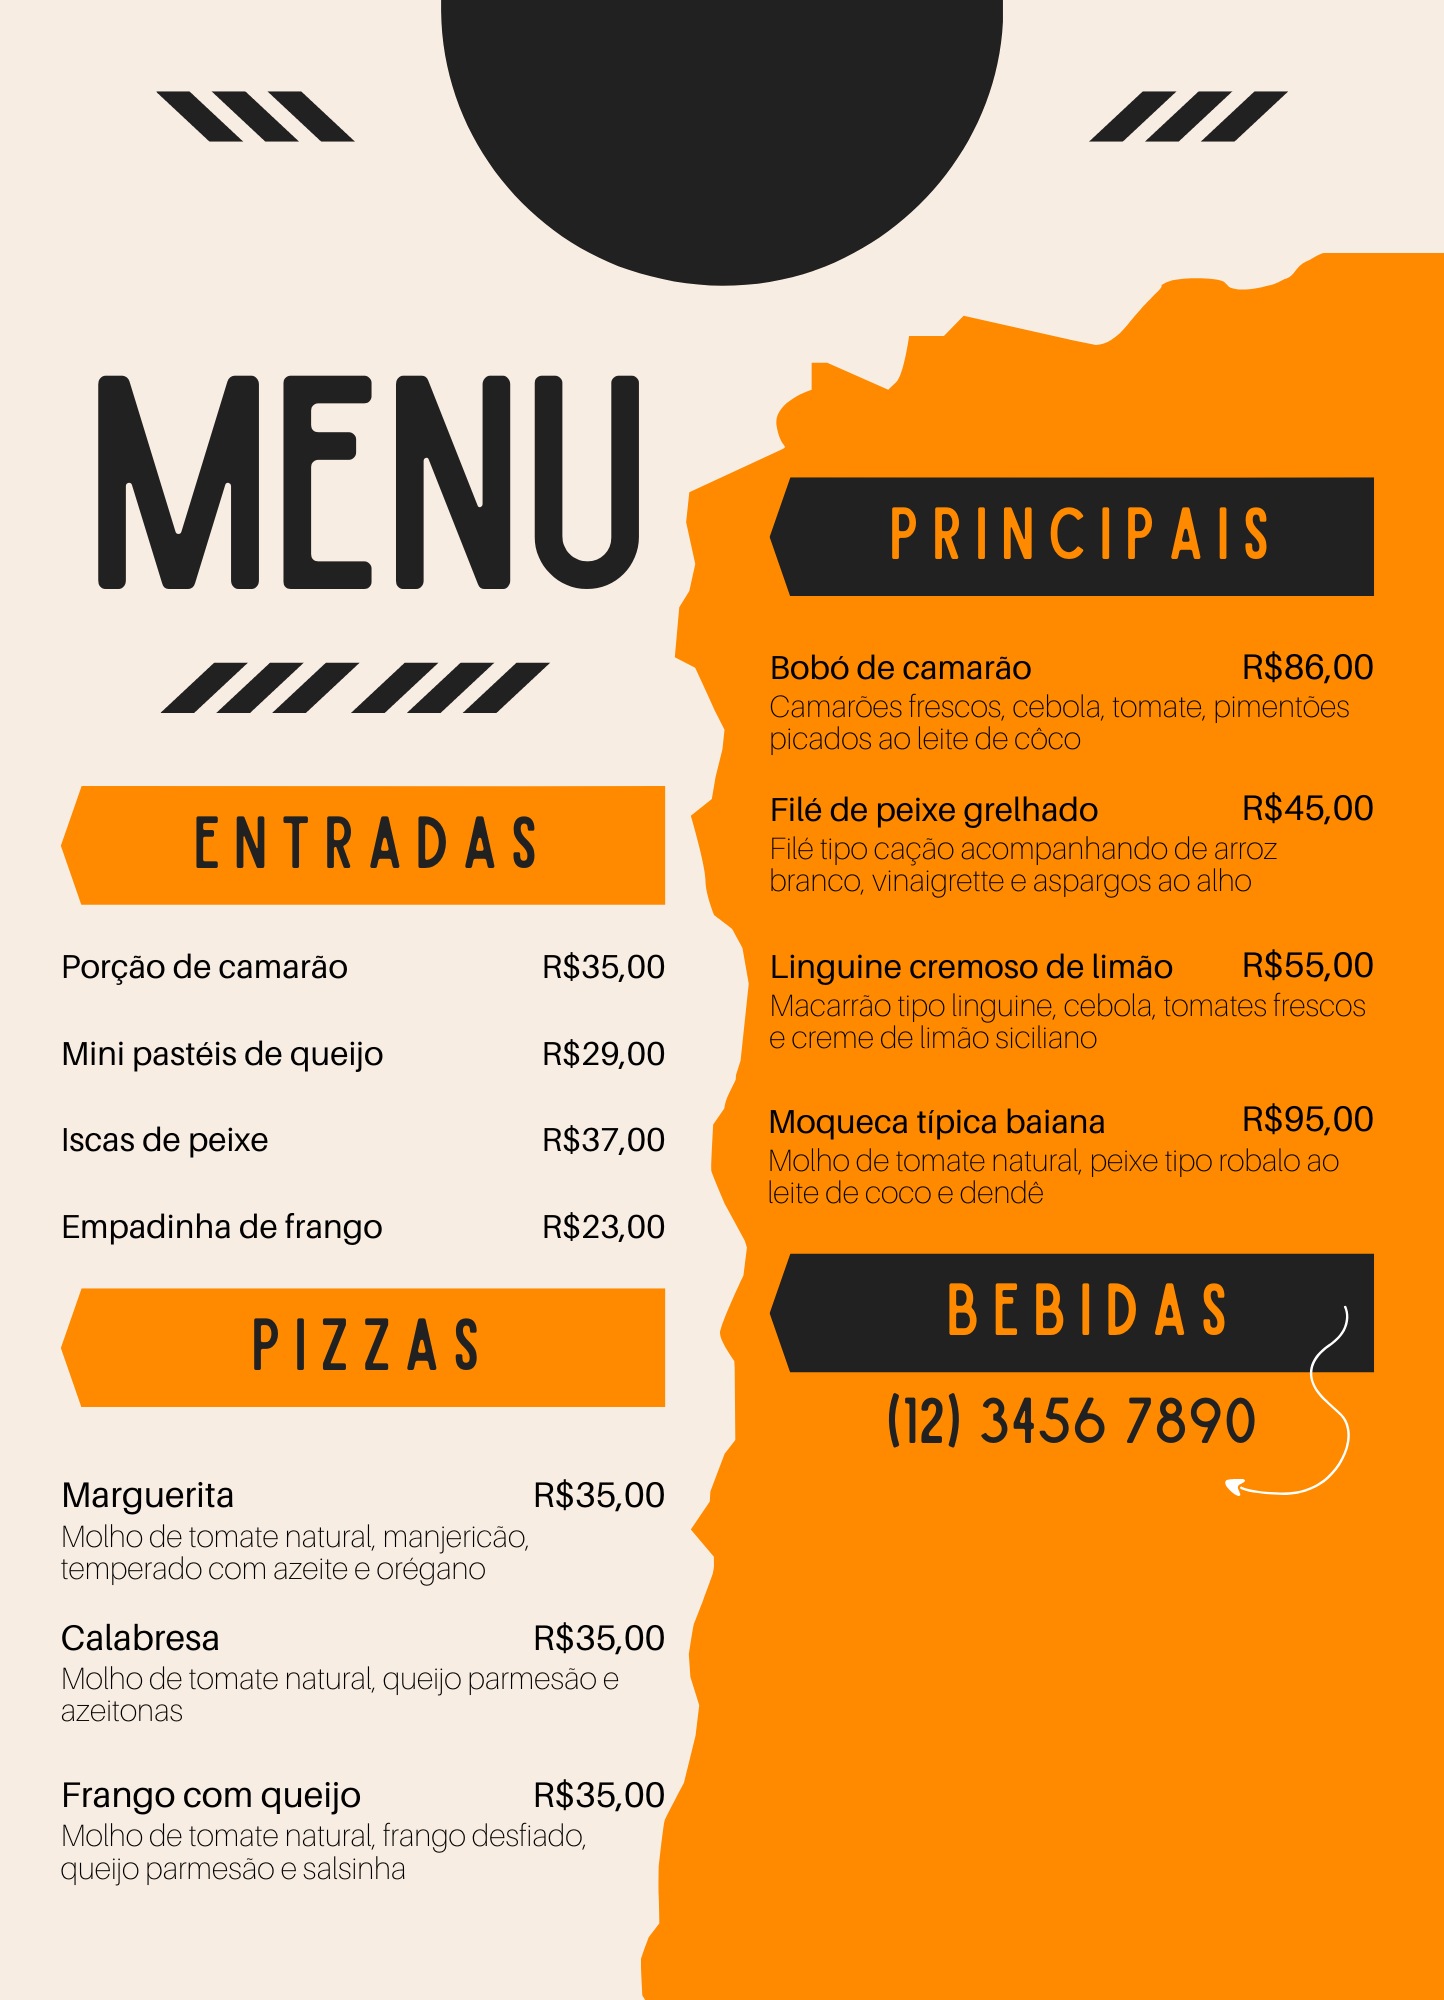 MENU
ENTRADAS
Porção de camarão R$35,00
Mini pastéis de queijo R$29,00
Iscas de peixe R$37,00
Empadinha de frango R$23,00
PIZZAS
Marguerita R$35,00
Molho de tomate natural, manjericão,
temperado com azeite e orégano
Calabresa R$35,00
Molho de tomate natural, queijo parmesão e
azeitonas
Frango com queijo R$35,00
Molho de tomate natural, frango desfiado,
queijo parmesão e salsinha
PRINCIPAIS
Bobó de camarão R$86,00
Camarões frescos, cebola, tomate, pimentões
picados ao leite de côco
Filé de peixe grelhado R$45,00
Filé tipo cação acompanhando de arroz
branco, vinaigrette e aspargos ao alho
Linguine cremoso de limão R$55,00
Macarrão tipo linguine, cebola, tomates frescos
e creme de limão siciliano
Moqueca típica baiana R$95,00
Molho de tomate natural, peixe tipo robalo ao
leite de coco e dendê
BEBIDAS
(12) 3456 7890